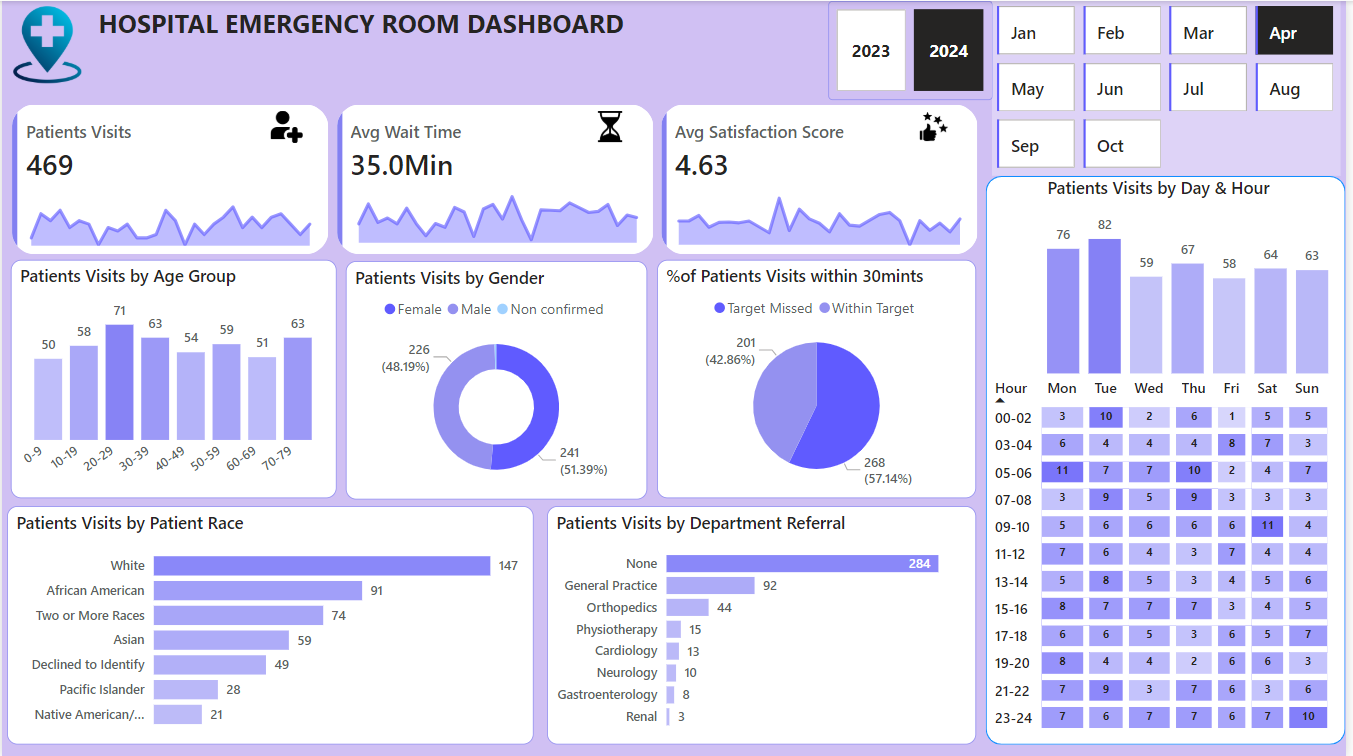 HOSPITAL EMERGENCY ROOM DASHBOARD
2023
2024
Jan
Feb
Mar
Apr
May
Jun
Jul
Aug
Sep
Oct
Patients Visits
469
Avg Wait Time
35.0Min
Avg Satisfaction Score
4.63
Patients Visits by Age Group
50
58
71
63
54
59
51
63
0-9
10-19
20-29
30-39
40-49
50-59
60-69
70-79
Patients Visits by Gender
Female Male Non confirmed
226
(48.19%)
241
(51.39%)
%of Patients Visits within 30mints
Target Missed Within Target
201
(42.86%)
268
(57.14%)
Patients Visits by Patient Race
White 147
African American 91
Two or More Races 74
Asian 59
Declined to Identify 49
Pacific Islander 28
Native American/... 21
Patients Visits by Department Referral
None 284
General Practice 92
Orthopedics 44
Physiotherapy 15
Cardiology 13
Neurology 10
Gastroenterology 8
Renal 3
Patients Visits by Day & Hour
76 82 59 67 58 64 63
Hour Mon Tue Wed Thu Fri Sat Sun
00-02 3 10 2 6 1 5 5
03-04 6 4 4 4 8 7 3
05-06 11 7 7 10 2 4 7
07-08 3 9 5 9 3 3 3
09-10 5 6 6 6 6 11 4
11-12 7 6 4 3 7 4 4
13-14 5 8 5 3 4 5 6
15-16 8 7 7 7 3 4 5
17-18 6 6 5 3 6 5 7
19-20 8 4 4 2 6 6 3
21-22 7 9 3 7 6 3 6
23-24 7 6 7 7 6 7 10